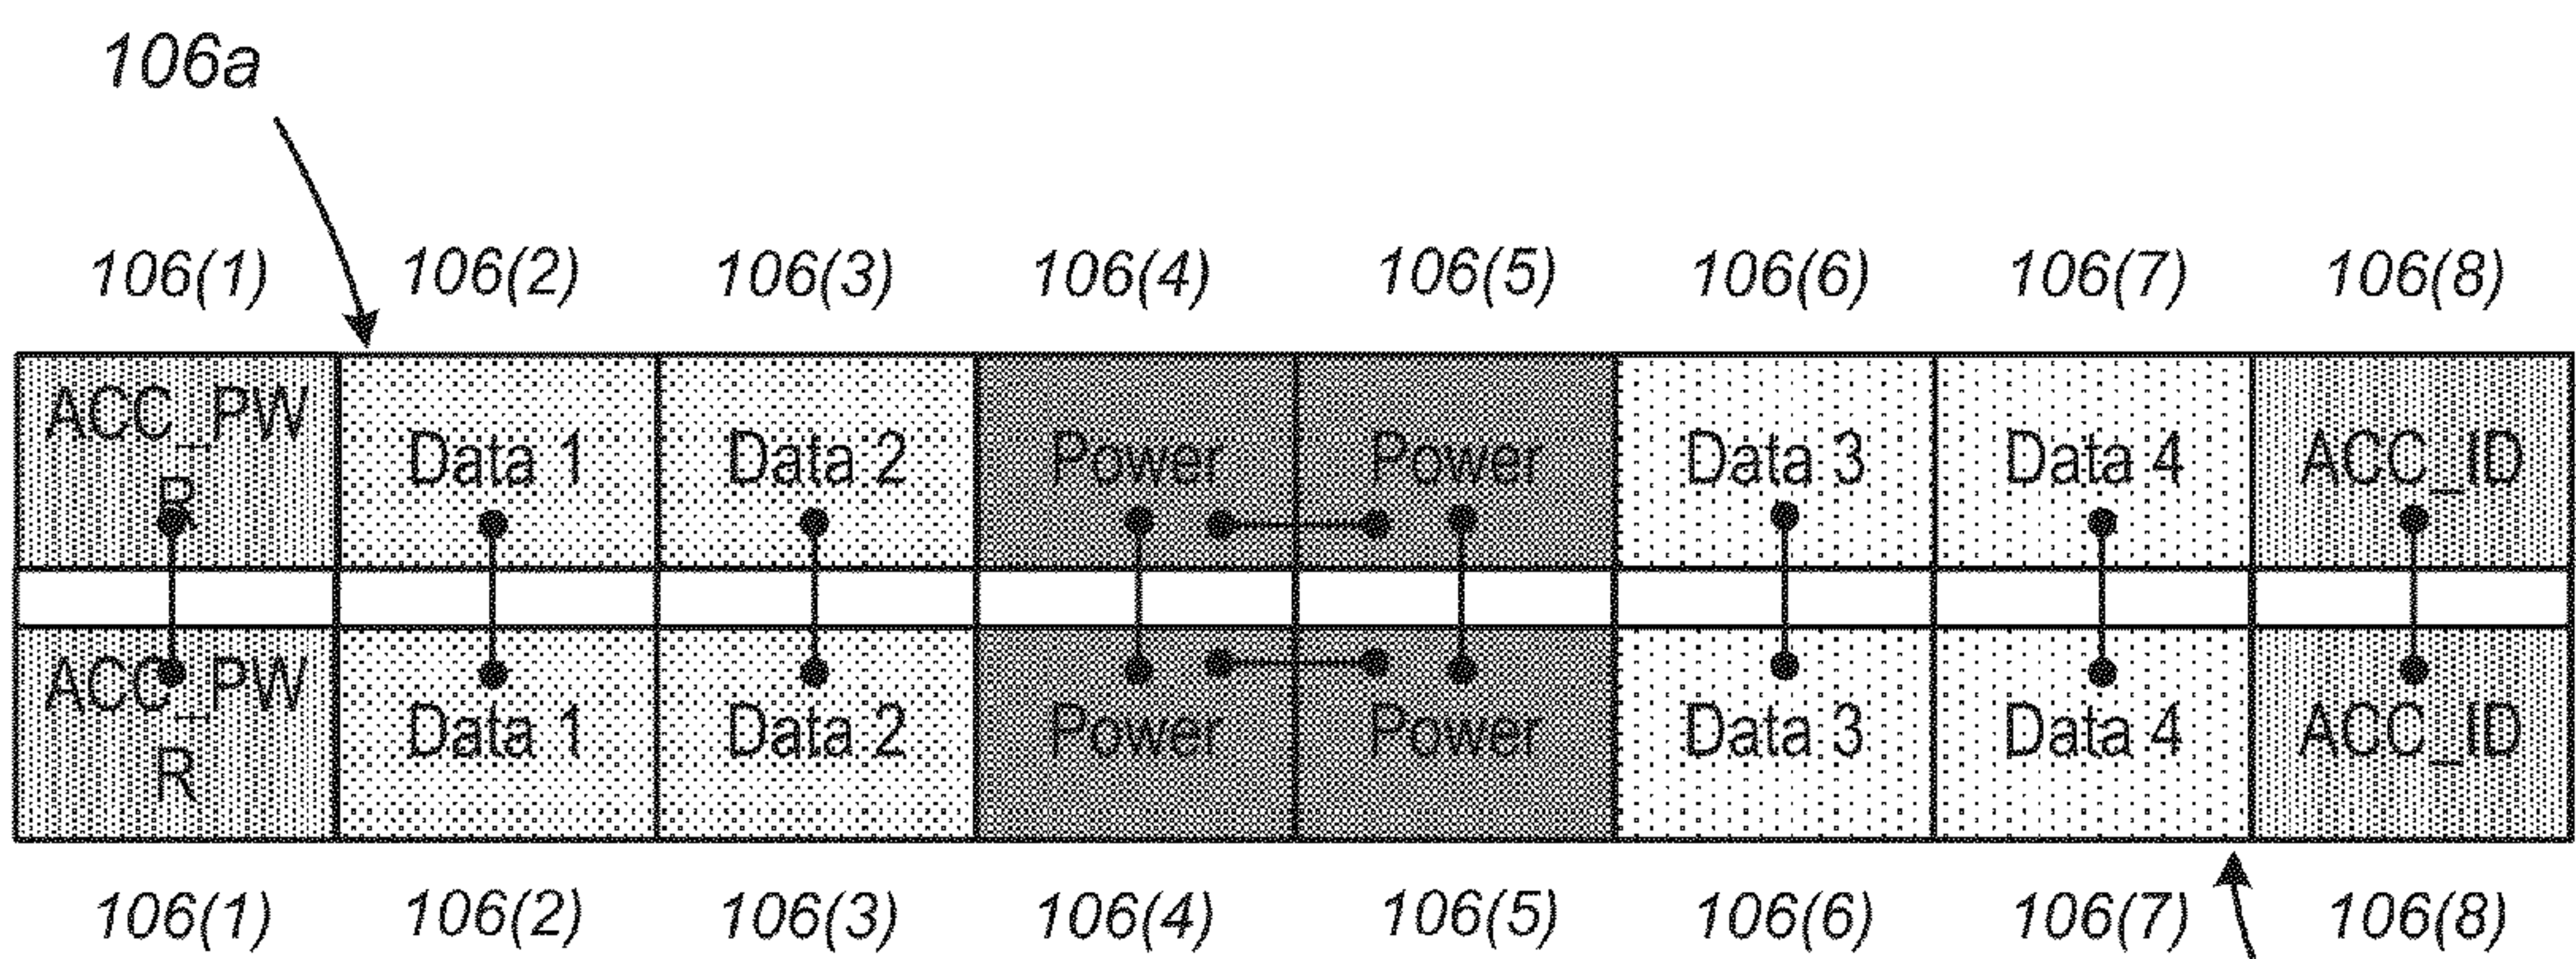 106a
106(1) 106(2) 106(3) 106(4) 106(5) 106(6) 106(7) 106(8)
ACC_PW
R Data 1 Data 2 Power Power Data 3 Data 4 ACC_ID
ACC_PW
R Data 1 Data 2 Power Power Data 3 Data 4 ACC_ID
106(1) 106(2) 106(3) 106(4) 106(5) 106(6) 106(7) 106(8)